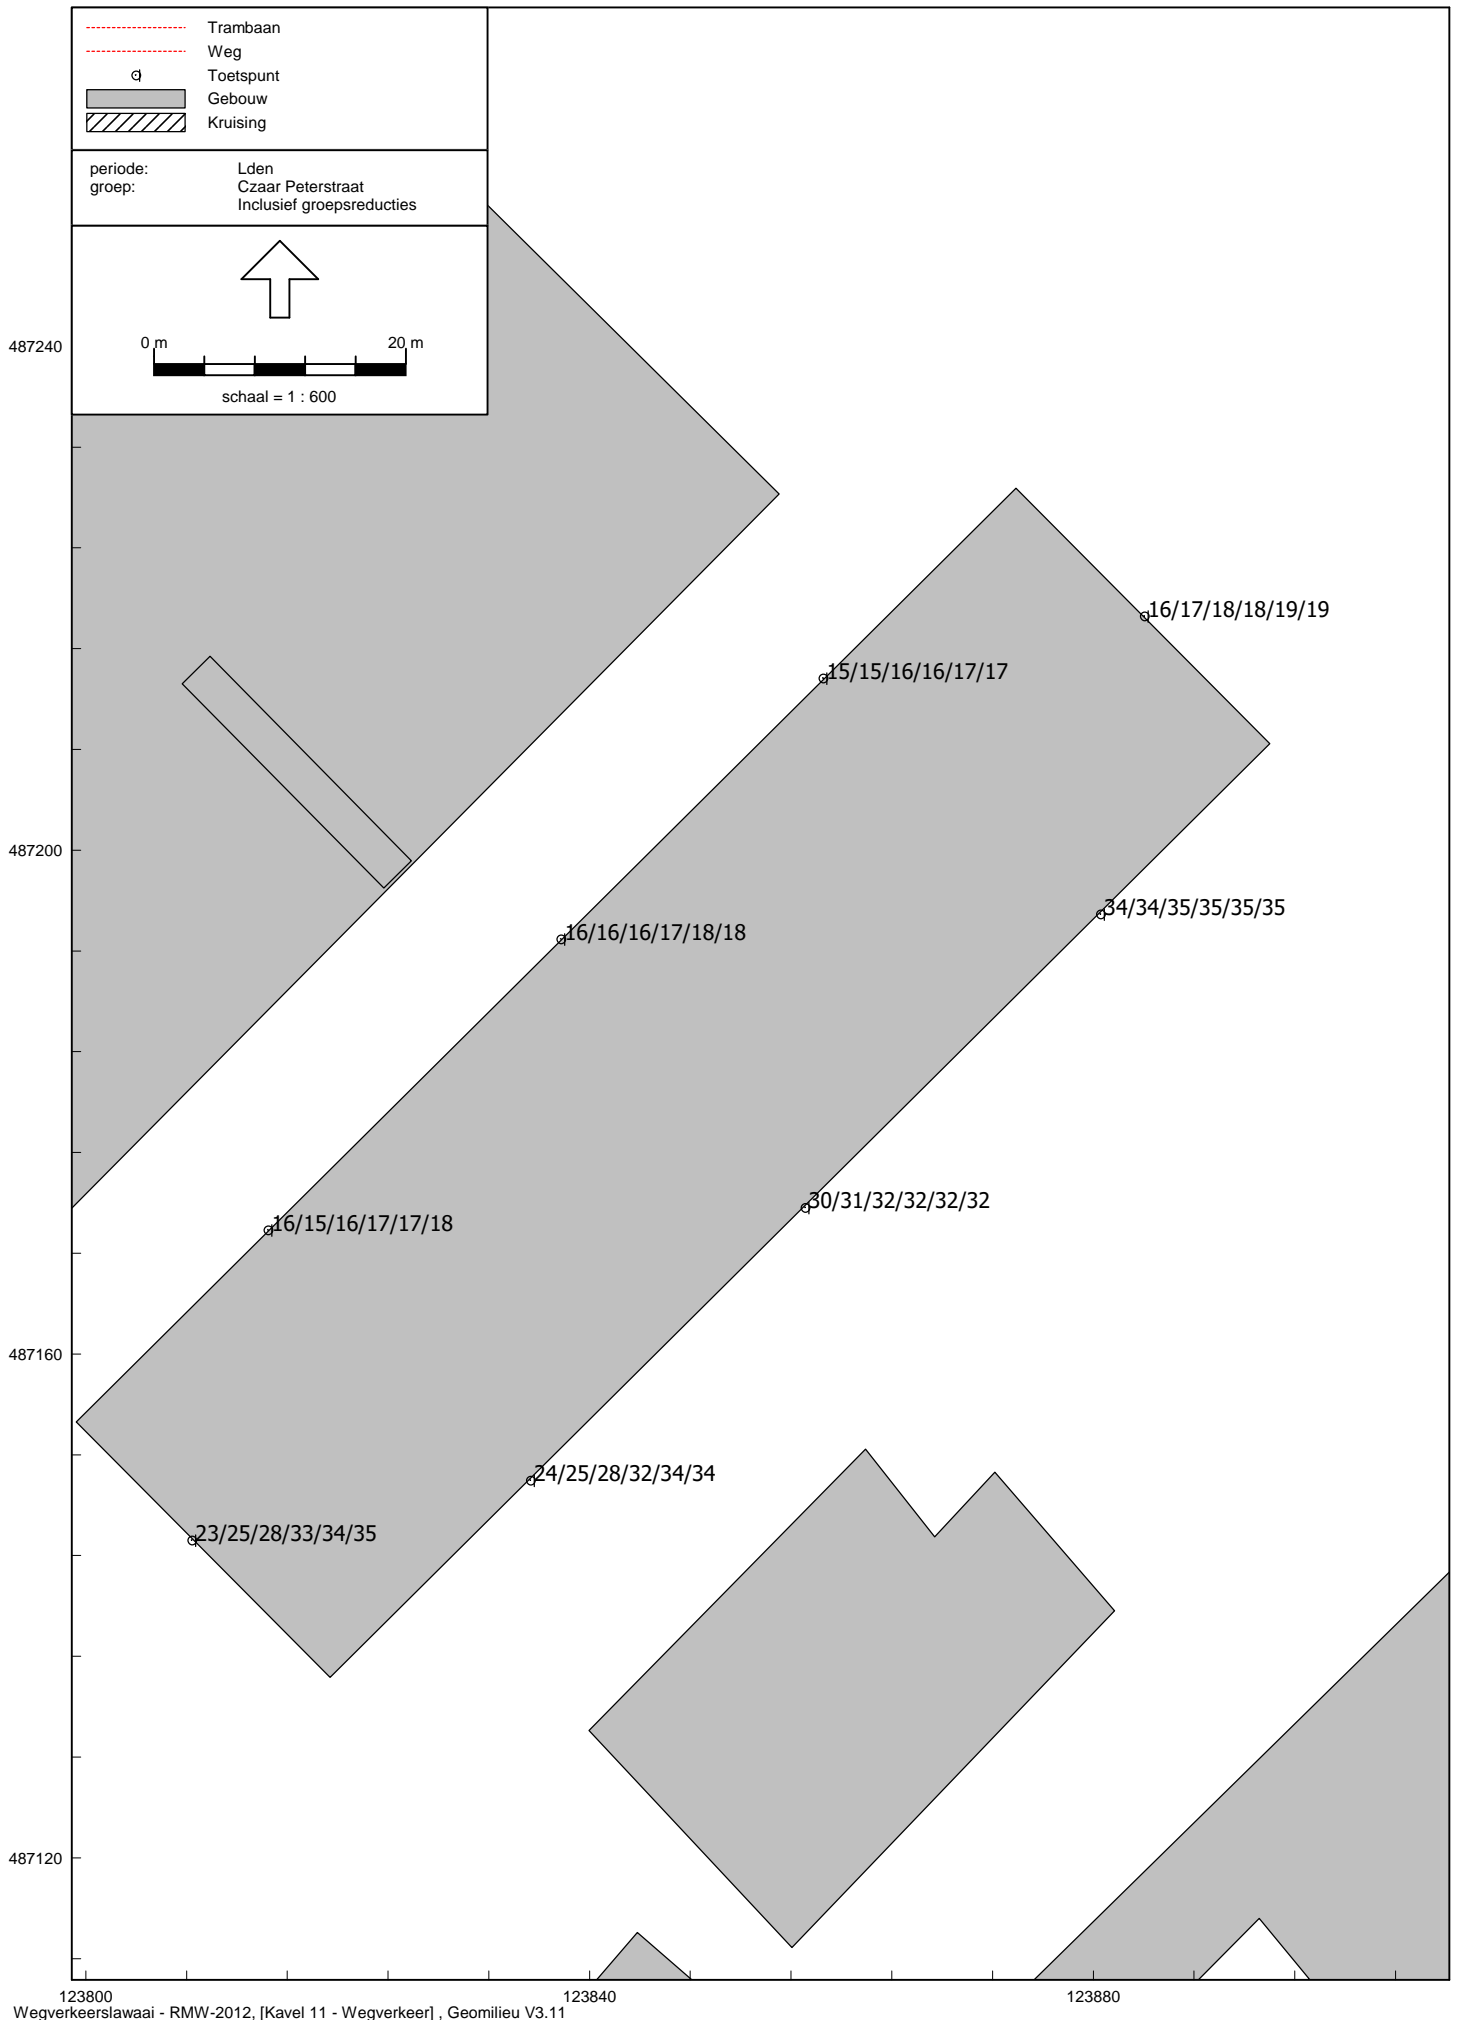 Trambaan
Weg
Toetspunt
Gebouw
Kruising
periode: Lden
groep: Czaar Peterstraat
Inclusief groepsreducties
0 m 20 m
schaal = 1 : 600
487240
16/17/18/18/19/19
15/15/16/16/17/17
487200
34/34/35/35/35/35
16/16/16/17/18/18
30/31/32/32/32/32
16/15/16/17/17/18
487160
24/25/28/32/34/34
23/25/28/33/34/35
487120
123800 123840 123880
Wegverkeerslawaai - RMW-2012, [Kavel 11 - Wegverkeer] , Geomilieu V3.11